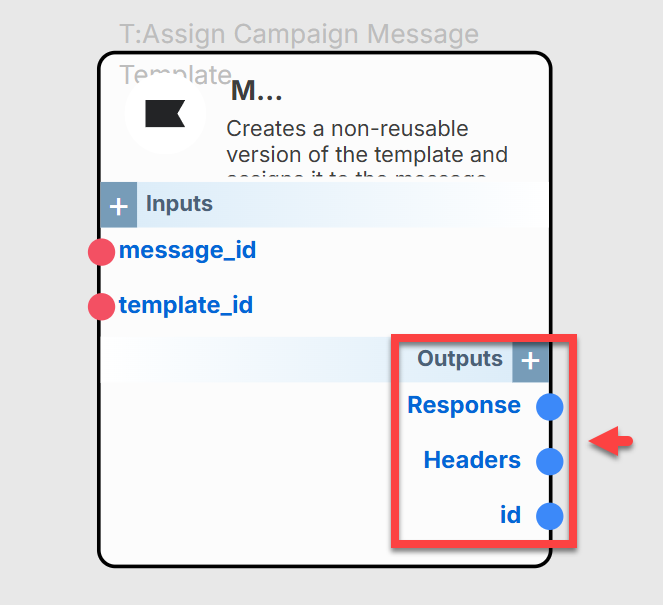 T:Assign Campaign Message
Template
M...
Creates a non-reusable
version of the template and
assigns it to the message
+ Inputs
message_id
template_id
Outputs +
Response
Headers
id